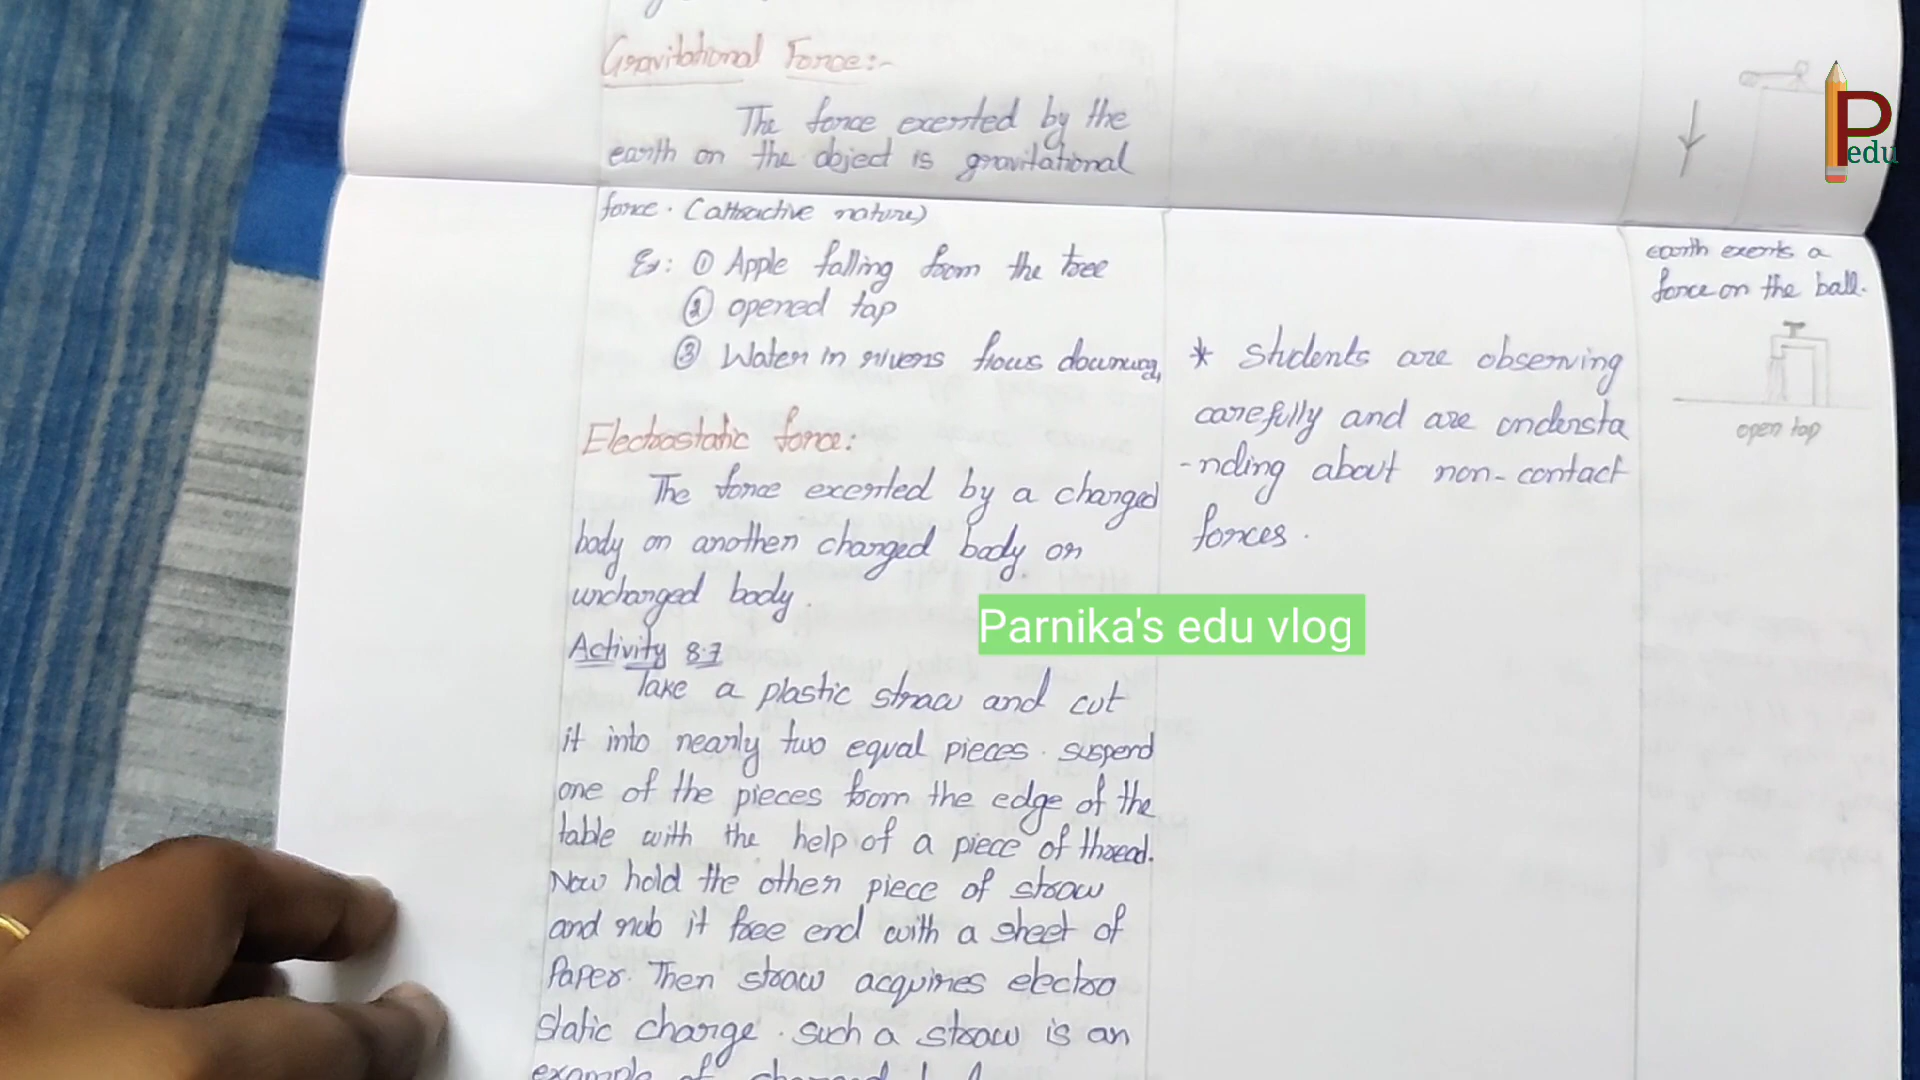 Gravitational Force:-
The force exerted by the
earth on the object is gravitational
force. (attractive nature)
Ex: ① Apple falling from the tree
② opened tap
③ Water in rivers flows downward,
Electrostatic force:
The force exerted by a charged
body on another charged body or
uncharged body.
Activity 8.7
Take a plastic straw and cut
it into nearly two equal pieces. suspend
one of the pieces from the edge of the
table with the help of a piece of thread.
Now hold the other piece of straw
and rub it free end with a sheet of
Paper. Then straw acquires electro
static charge. such a straw is an
example of charged
* Students are observing
carefully and are understa
-nding about non-contact
forces.
earth exerts a
force on the ball.
open tap
P
edu
Parnika's edu vlog